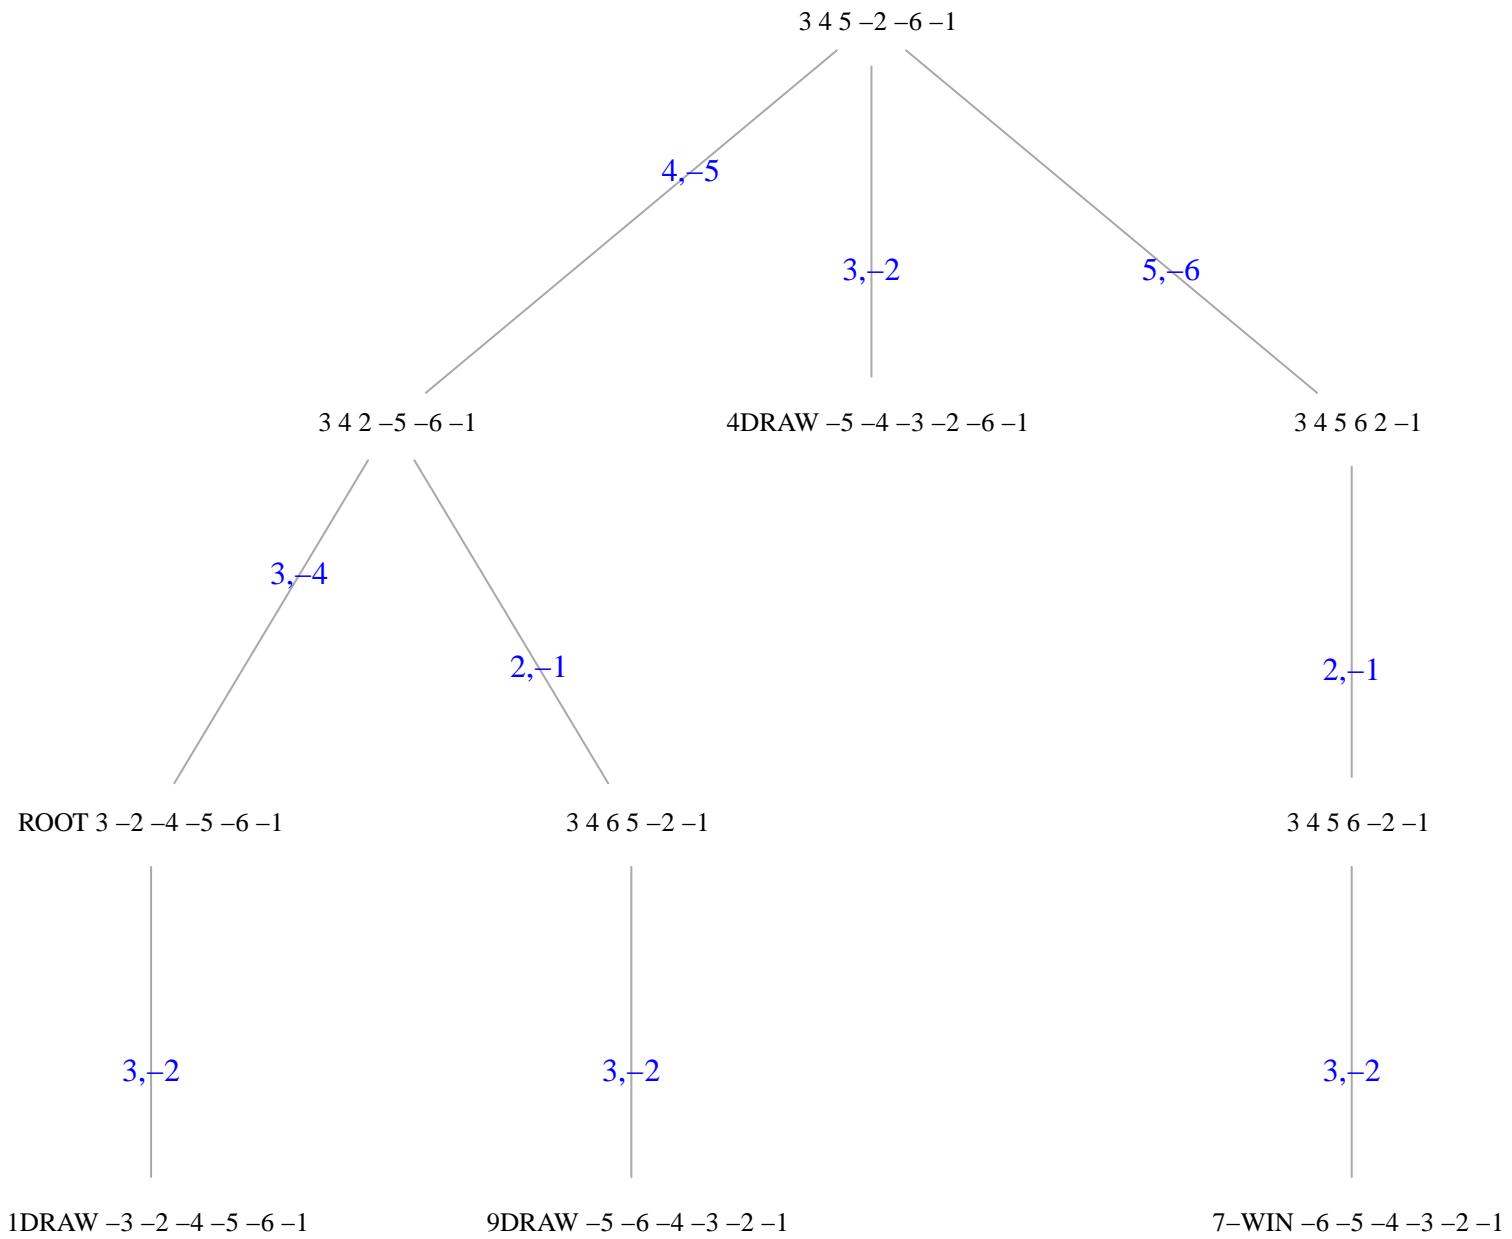 3 4 5 –2 –6 –1
4,–5
3,–2
5,–6
3 4 2 –5 –6 –1
4DRAW –5 –4 –3 –2 –6 –1
3 4 5 6 2 –1
3,–4
2,–1
2,–1
ROOT 3 –2 –4 –5 –6 –1
3 4 6 5 –2 –1
3 4 5 6 –2 –1
3,–2
3,–2
3,–2
1DRAW –3 –2 –4 –5 –6 –1
9DRAW –5 –6 –4 –3 –2 –1
7–WIN –6 –5 –4 –3 –2 –1